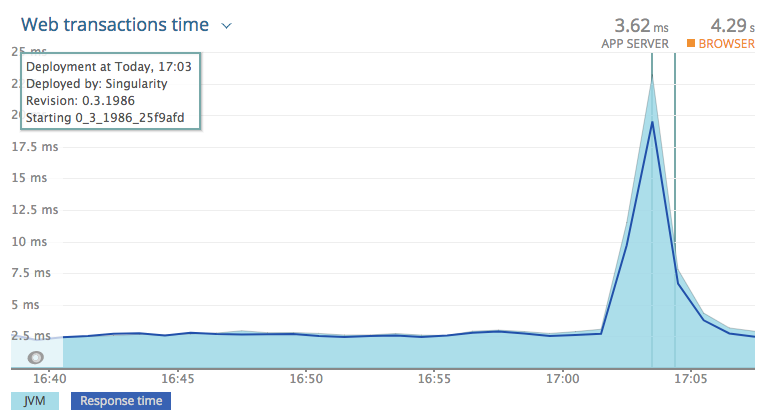 Web transactions time
3.62 ms
APP SERVER
4.29 s
BROWSER
25 ms
Deployment at Today, 17:03
Deployed by: Singularity
Revision: 0.3.1986
Starting 0_3_1986_25f9afd
17.5 ms
15 ms
12.5 ms
10 ms
7.5 ms
5 ms
2.5 ms
16:40 16:45 16:50 16:55 17:00 17:05
JVM Response time